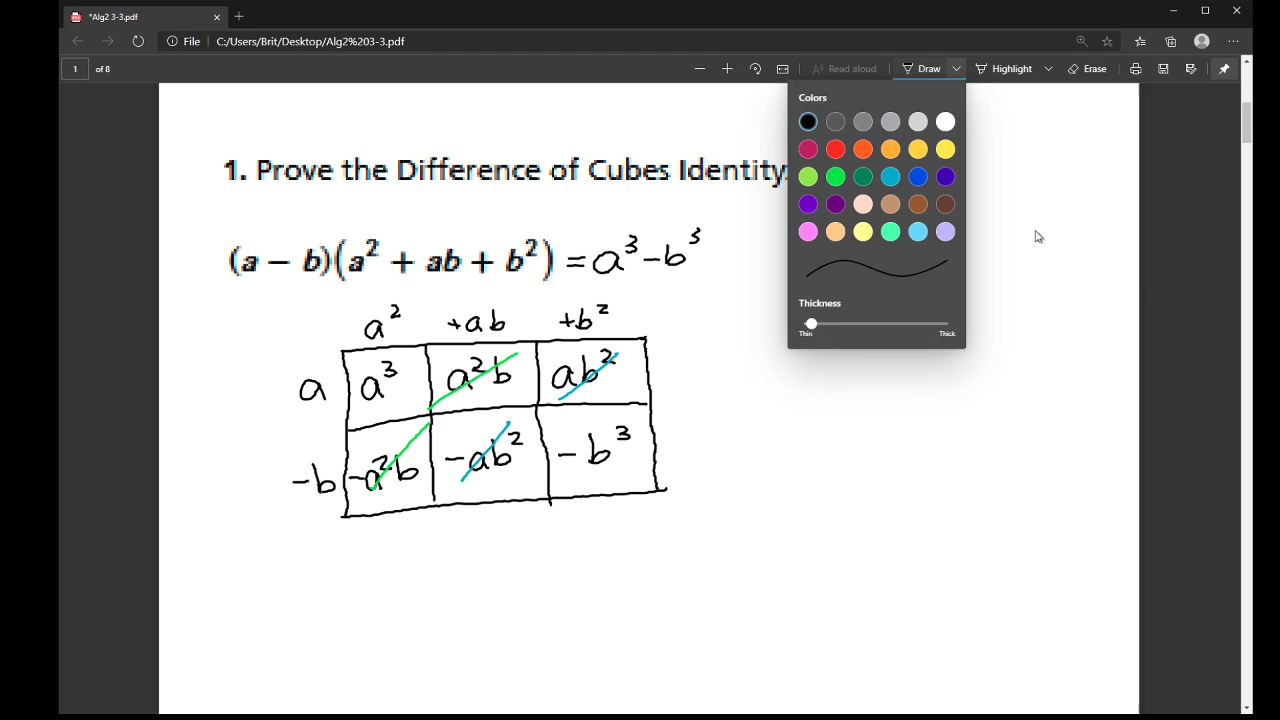 *Alg2 3-3.pdf
File | C:/Users/Brit/Desktop/Alg2%203-3.pdf
1 of 8
Read aloud
Draw
Highlight
Erase
Colors
Thickness
Thin Thick
1. Prove the Difference of Cubes Identity:
(a − b)(a² + ab + b²) = a³ − b³
a² +ab +b²
a a³ a²b ab²
-b -a²b -ab² -b³